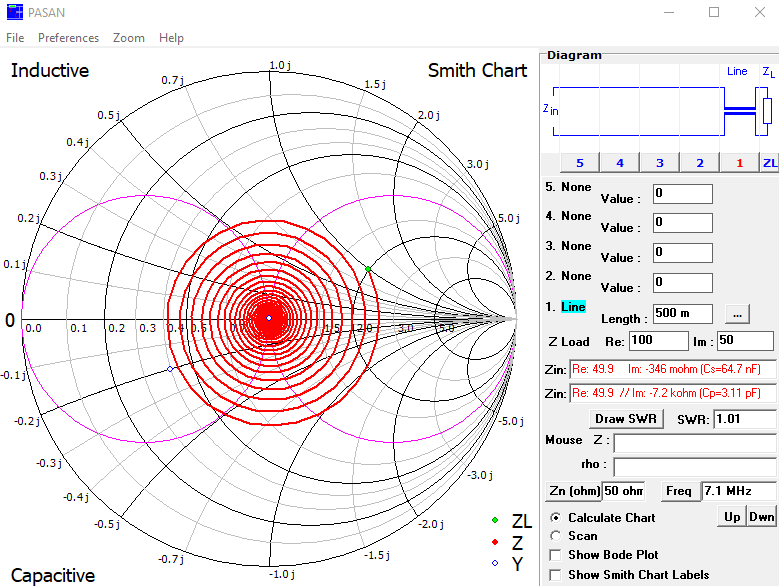 PASAN
File Preferences Zoom Help
Inductive
Smith Chart
1.0 j
0.7 j
1.5 j
0.5 j
2.0 j
0.4 j
3.0 j
0.3 j
0.2 j
5.0 j
0.1 j
0
0.0 0.1 0.2 0.3 0.4 0.5 1.5 2.0 3.0 5.0
-0.1 j
-0.2 j
-5.0 j
-0.3 j
-3.0 j
-0.4 j
-0.5 j
-2.0 j
-0.7 j
-1.5 j
-1.0 j
Capacitive
ZL
Z
Y
Diagram
Line ZL
Zin
5 4 3 2 1 ZL
5. None Value : 0
4. None Value : 0
3. None Value : 0
2. None Value : 0
1. Line Length : 500 m ...
Z Load Re: 100 Im : 50
Zin: Re: 49.9 Im: -346 mohm (Cs=64.7 nF)
Zin: Re: 49.9 // Im: -7.2 kohm (Cp=3.11 pF)
Draw SWR SWR: 1.01
Mouse Z :
rho :
Zn (ohm) 50 ohm Freq 7.1 MHz
Calculate Chart Up Dwn
Scan
Show Bode Plot
Show Smith Chart Labels